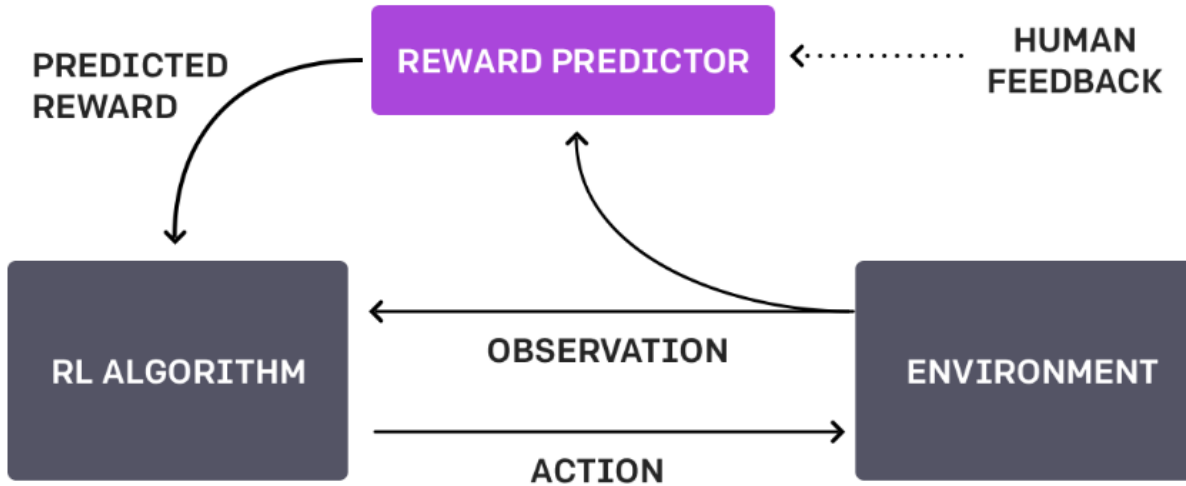 PREDICTED
REWARD
REWARD PREDICTOR
HUMAN
FEEDBACK
RL ALGORITHM
OBSERVATION
ACTION
ENVIRONMENT